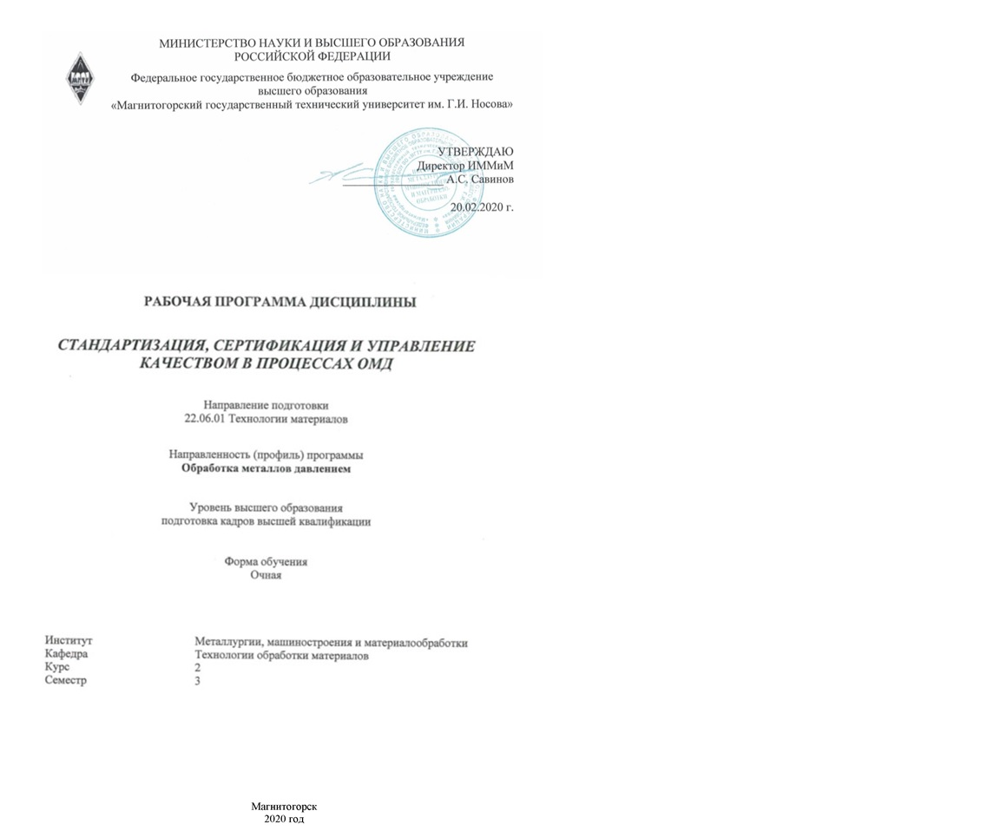 МИНИСТЕРСТВО НАУКИ И ВЫСШЕГО ОБРАЗОВАНИЯ
РОССИЙСКОЙ ФЕДЕРАЦИИ
Федеральное государственное бюджетное образовательное учреждение
высшего образования
«Магнитогорский государственный технический университет им. Г.И. Носова»
УТВЕРЖДАЮ
Директор ИММиМ
А.С. Савинов
20.02.2020 г.
РАБОЧАЯ ПРОГРАММА ДИСЦИПЛИНЫ
СТАНДАРТИЗАЦИЯ, СЕРТИФИКАЦИЯ И УПРАВЛЕНИЕ
КАЧЕСТВОМ В ПРОЦЕССАХ ОМД
Направление подготовки
22.06.01 Технологии материалов
Направленность (профиль) программы
Обработка металлов давлением
Уровень высшего образования
подготовка кадров высшей квалификации
Форма обучения
Очная
Институт Металлургии, машиностроения и материалообработки
Кафедра Технологии обработки материалов
Курс 2
Семестр 3
Магнитогорск
2020 год